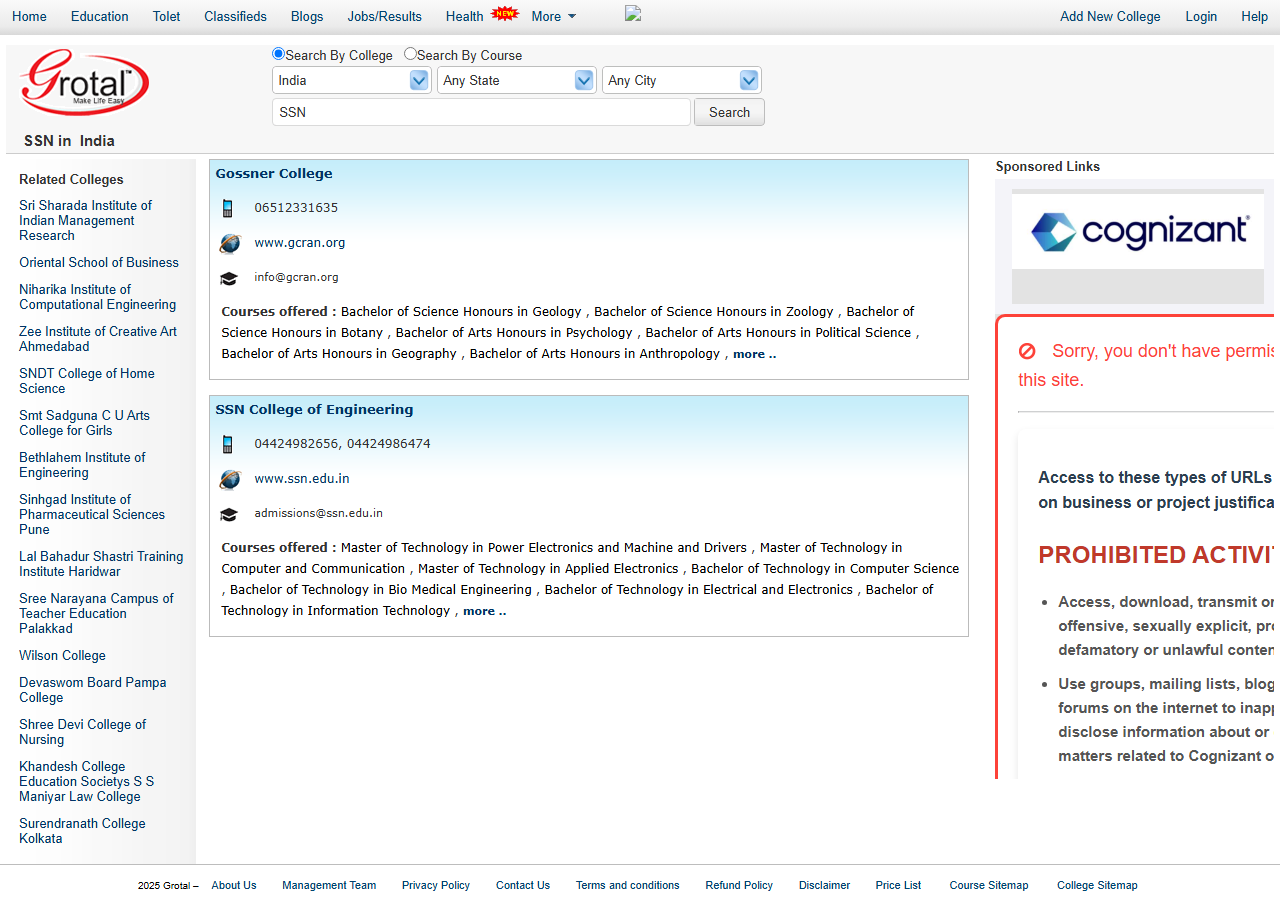 Home Education Tolet Classifieds Blogs Jobs/Results Health NEW More Add New College Login Help
Grotal™
Make Life Easy
Search By College Search By Course
India Any State Any City
SSN Search
SSN in India
Related Colleges
Sri Sharada Institute of
Indian Management
Research
Oriental School of Business
Niharika Institute of
Computational Engineering
Zee Institute of Creative Art
Ahmedabad
SNDT College of Home
Science
Smt Sadguna C U Arts
College for Girls
Bethlahem Institute of
Engineering
Sinhgad Institute of
Pharmaceutical Sciences
Pune
Lal Bahadur Shastri Training
Institute Haridwar
Sree Narayana Campus of
Teacher Education
Palakkad
Wilson College
Devaswom Board Pampa
College
Shree Devi College of
Nursing
Khandesh College
Education Societys S S
Maniyar Law College
Surendranath College
Kolkata
Gossner College
06512331635
www.gcran.org
info@gcran.org
Courses offered : Bachelor of Science Honours in Geology , Bachelor of Science Honours in Zoology , Bachelor of
Science Honours in Botany , Bachelor of Arts Honours in Psychology , Bachelor of Arts Honours in Political Science ,
Bachelor of Arts Honours in Geography , Bachelor of Arts Honours in Anthropology , more ..
SSN College of Engineering
04424982656, 04424986474
www.ssn.edu.in
admissions@ssn.edu.in
Courses offered : Master of Technology in Power Electronics and Machine and Drivers , Master of Technology in
Computer and Communication , Master of Technology in Applied Electronics , Bachelor of Technology in Computer Science
, Bachelor of Technology in Bio Medical Engineering , Bachelor of Technology in Electrical and Electronics , Bachelor of
Technology in Information Technology , more ..
Sponsored Links
cognizant
Sorry, you don't have permis
this site.
Access to these types of URLs
on business or project justifica
PROHIBITED ACTIVI
Access, download, transmit or
offensive, sexually explicit, pro
defamatory or unlawful conten
Use groups, mailing lists, blog
forums on the internet to inap
disclose information about or
matters related to Cognizant o
2025 Grotal – About Us Management Team Privacy Policy Contact Us Terms and conditions Refund Policy Disclaimer Price List Course Sitemap College Sitemap